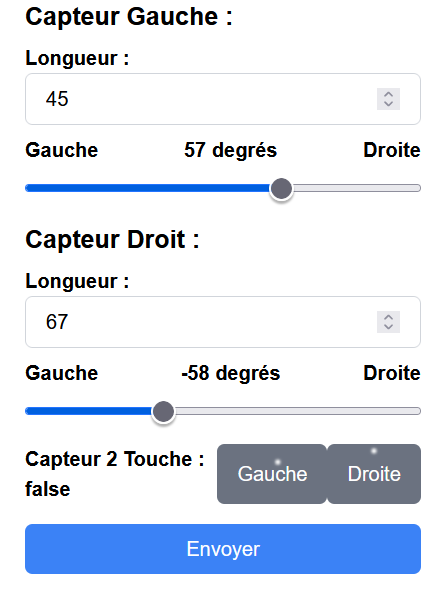 Capteur Gauche :
Longueur :
45
Gauche 57 degrés Droite
Capteur Droit :
Longueur :
67
Gauche -58 degrés Droite
Capteur 2 Touche :
false
Gauche Droite
Envoyer